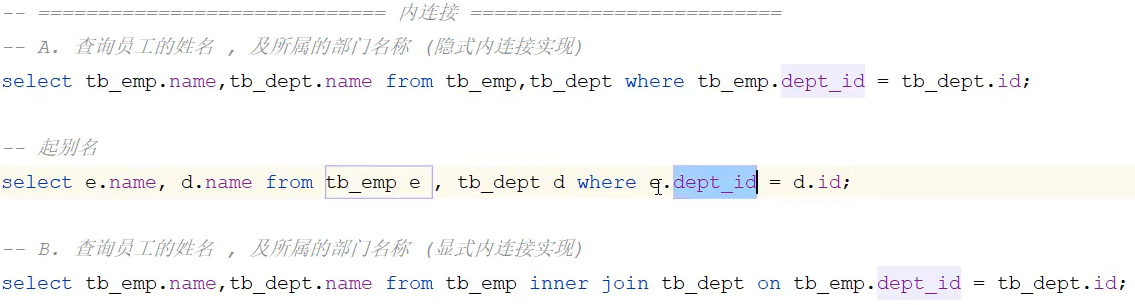 -- =============================== 内连接 ==========================
-- A. 查询员工的姓名 , 及所属的部门名称 (隐式内连接实现)
select tb_emp.name,tb_dept.name from tb_emp,tb_dept where tb_emp.dept_id = tb_dept.id;
-- 起别名
select e.name, d.name from tb_emp e , tb_dept d where e.dept_id = d.id;
-- B. 查询员工的姓名 , 及所属的部门名称 (显式内连接实现)
select tb_emp.name,tb_dept.name from tb_emp inner join tb_dept on tb_emp.dept_id = tb_dept.id;